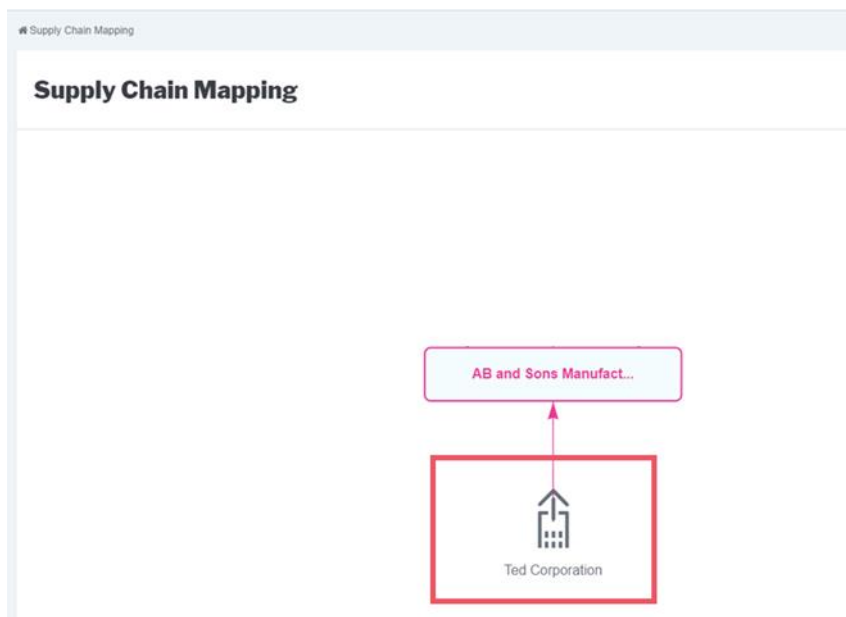 Supply Chain Mapping
Supply Chain Mapping
AB and Sons Manufact...
Ted Corporation